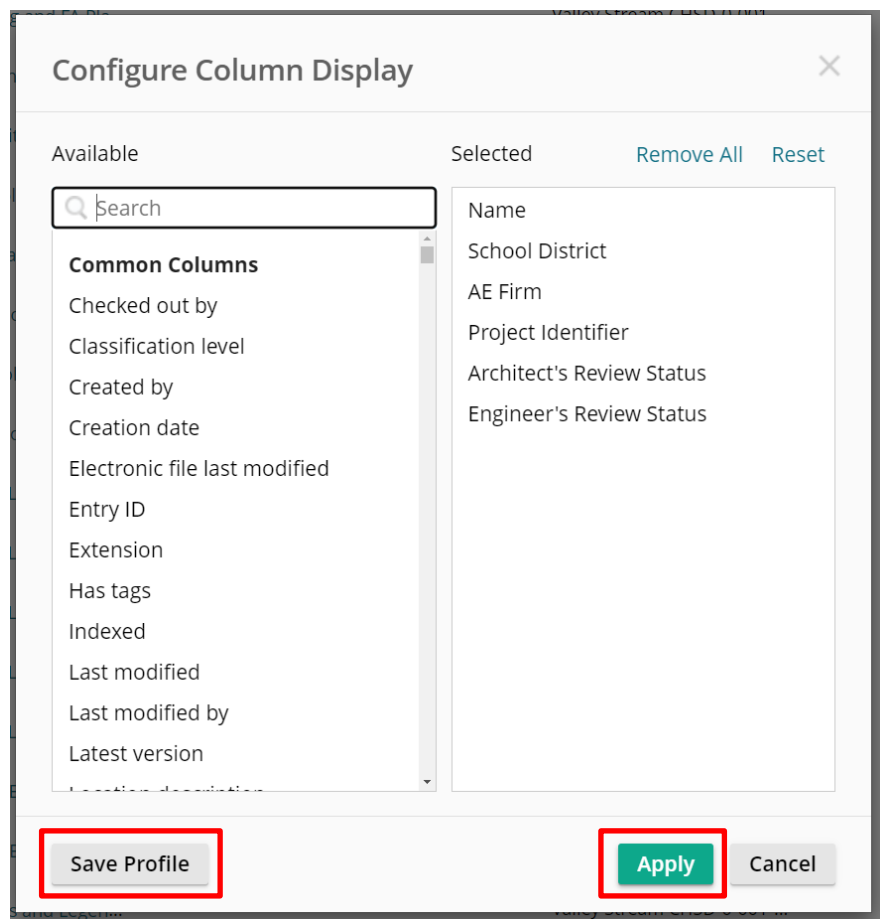 Configure Column Display
Available
Selected
Remove All
Reset
Search
Common Columns
Checked out by
Classification level
Created by
Creation date
Electronic file last modified
Entry ID
Extension
Has tags
Indexed
Last modified
Last modified by
Latest version
Location description
Name
School District
AE Firm
Project Identifier
Architect's Review Status
Engineer's Review Status
Save Profile
Apply
Cancel